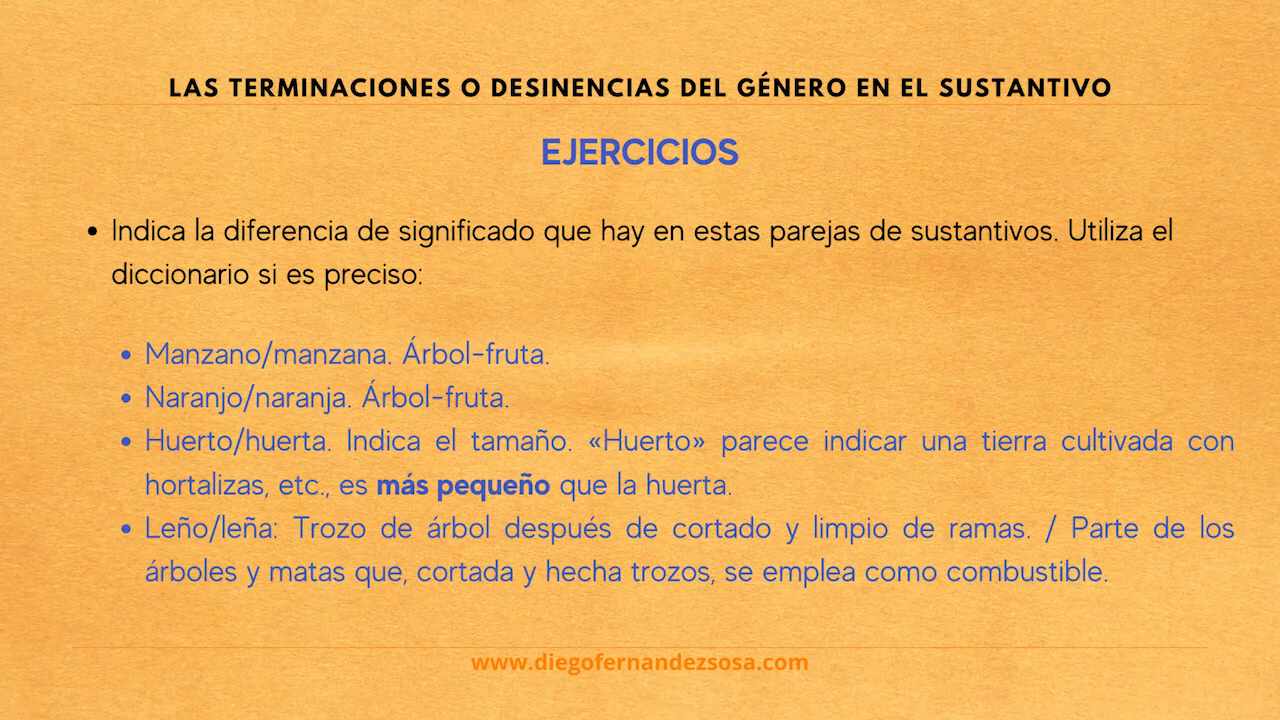 LAS TERMINACIONES O DESINENCIAS DEL GÉNERO EN EL SUSTANTIVO
EJERCICIOS
• Indica la diferencia de significado que hay en estas parejas de sustantivos. Utiliza el
diccionario si es preciso:
• Manzano/manzana. Árbol-fruta.
• Naranjo/naranja. Árbol-fruta.
• Huerto/huerta. Indica el tamaño. «Huerto» parece indicar una tierra cultivada con
hortalizas, etc., es más pequeño que la huerta.
• Leño/leña: Trozo de árbol después de cortado y limpio de ramas. / Parte de los
árboles y matas que, cortada y hecha trozos, se emplea como combustible.
www.diegofernandezsosa.com